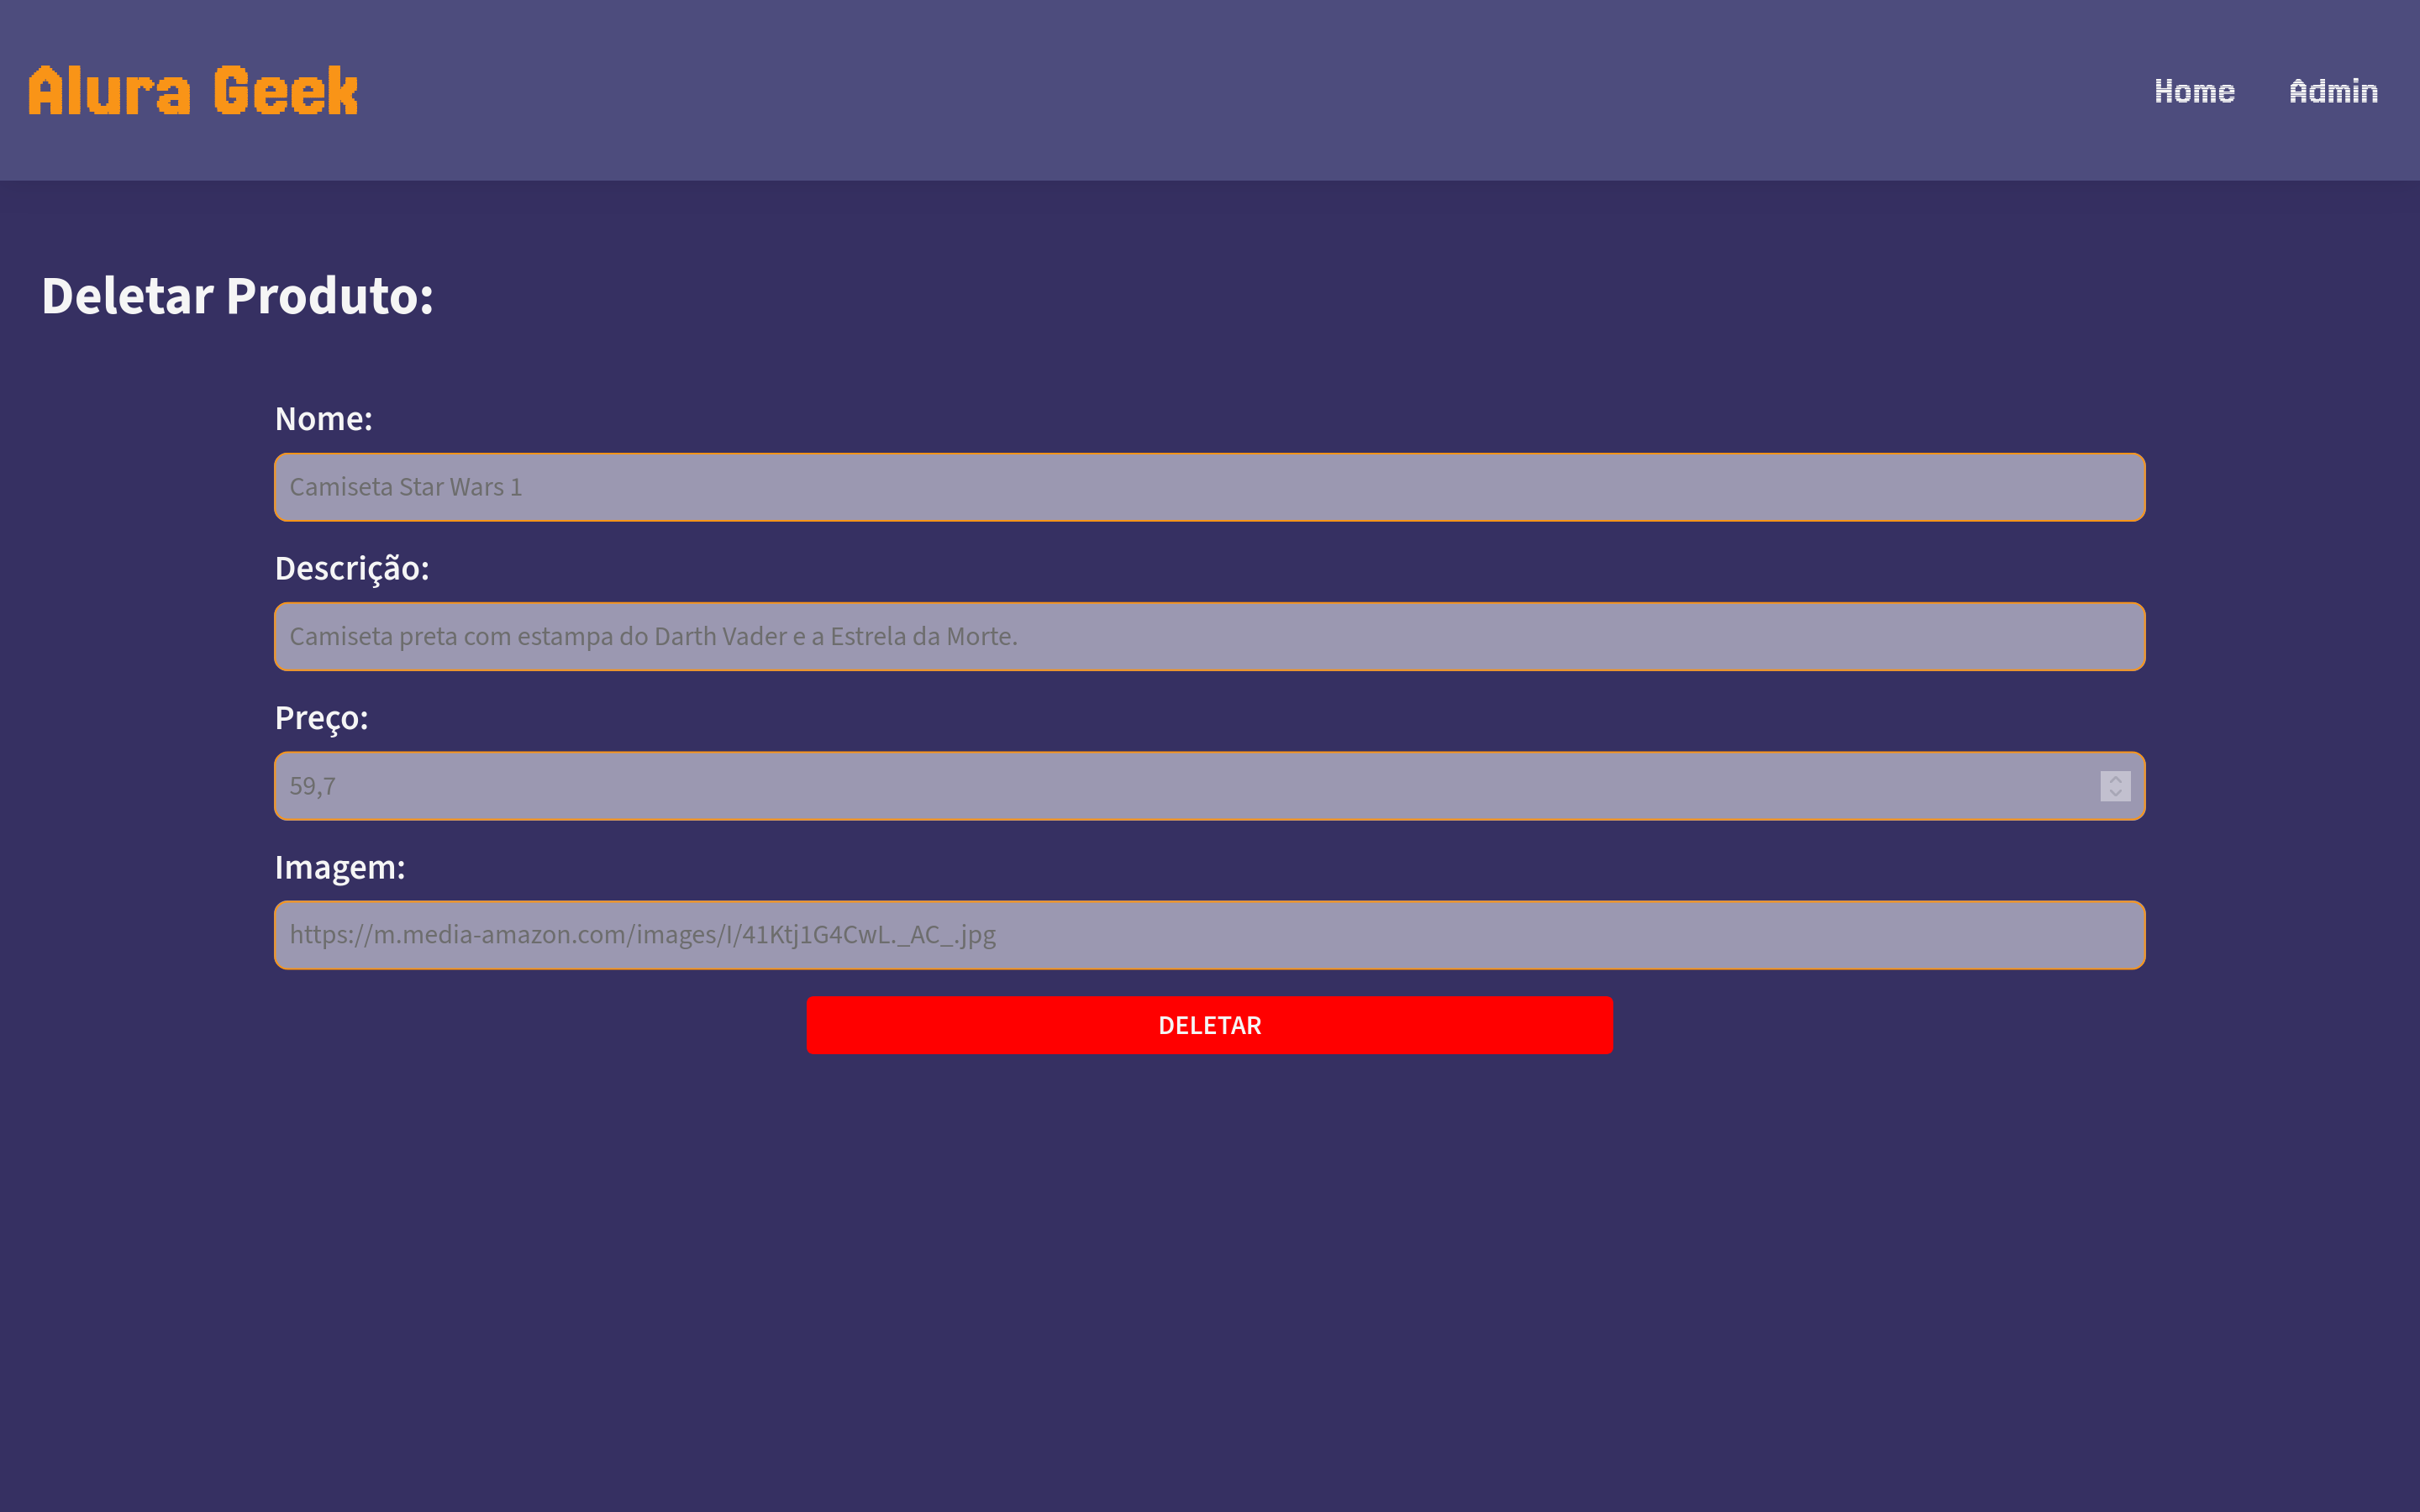 Alura Geek
Home Admin
Deletar Produto:
Nome:
Camiseta Star Wars 1
Descrição:
Camiseta preta com estampa do Darth Vader e a Estrela da Morte.
Preço:
59,7
Imagem:
https://m.media-amazon.com/images/I/41Ktj1G4CwL._AC_.jpg
DELETAR